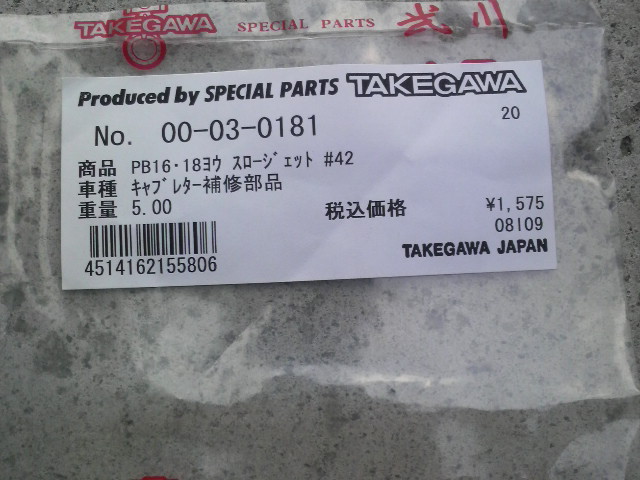 TAKEGAWA SPECIAL PARTS 武川
Produced by SPECIAL PARTS TAKEGAWA
20
No. 00-03-0181
商品 PB16・18ﾖｳ ｽﾛｰｼﾞｪｯﾄ #42
車種 ｷｬﾌﾞﾚﾀｰ補修部品
重量 5.00 税込価格 ¥1,575
08I09
4514162155806
TAKEGAWA JAPAN